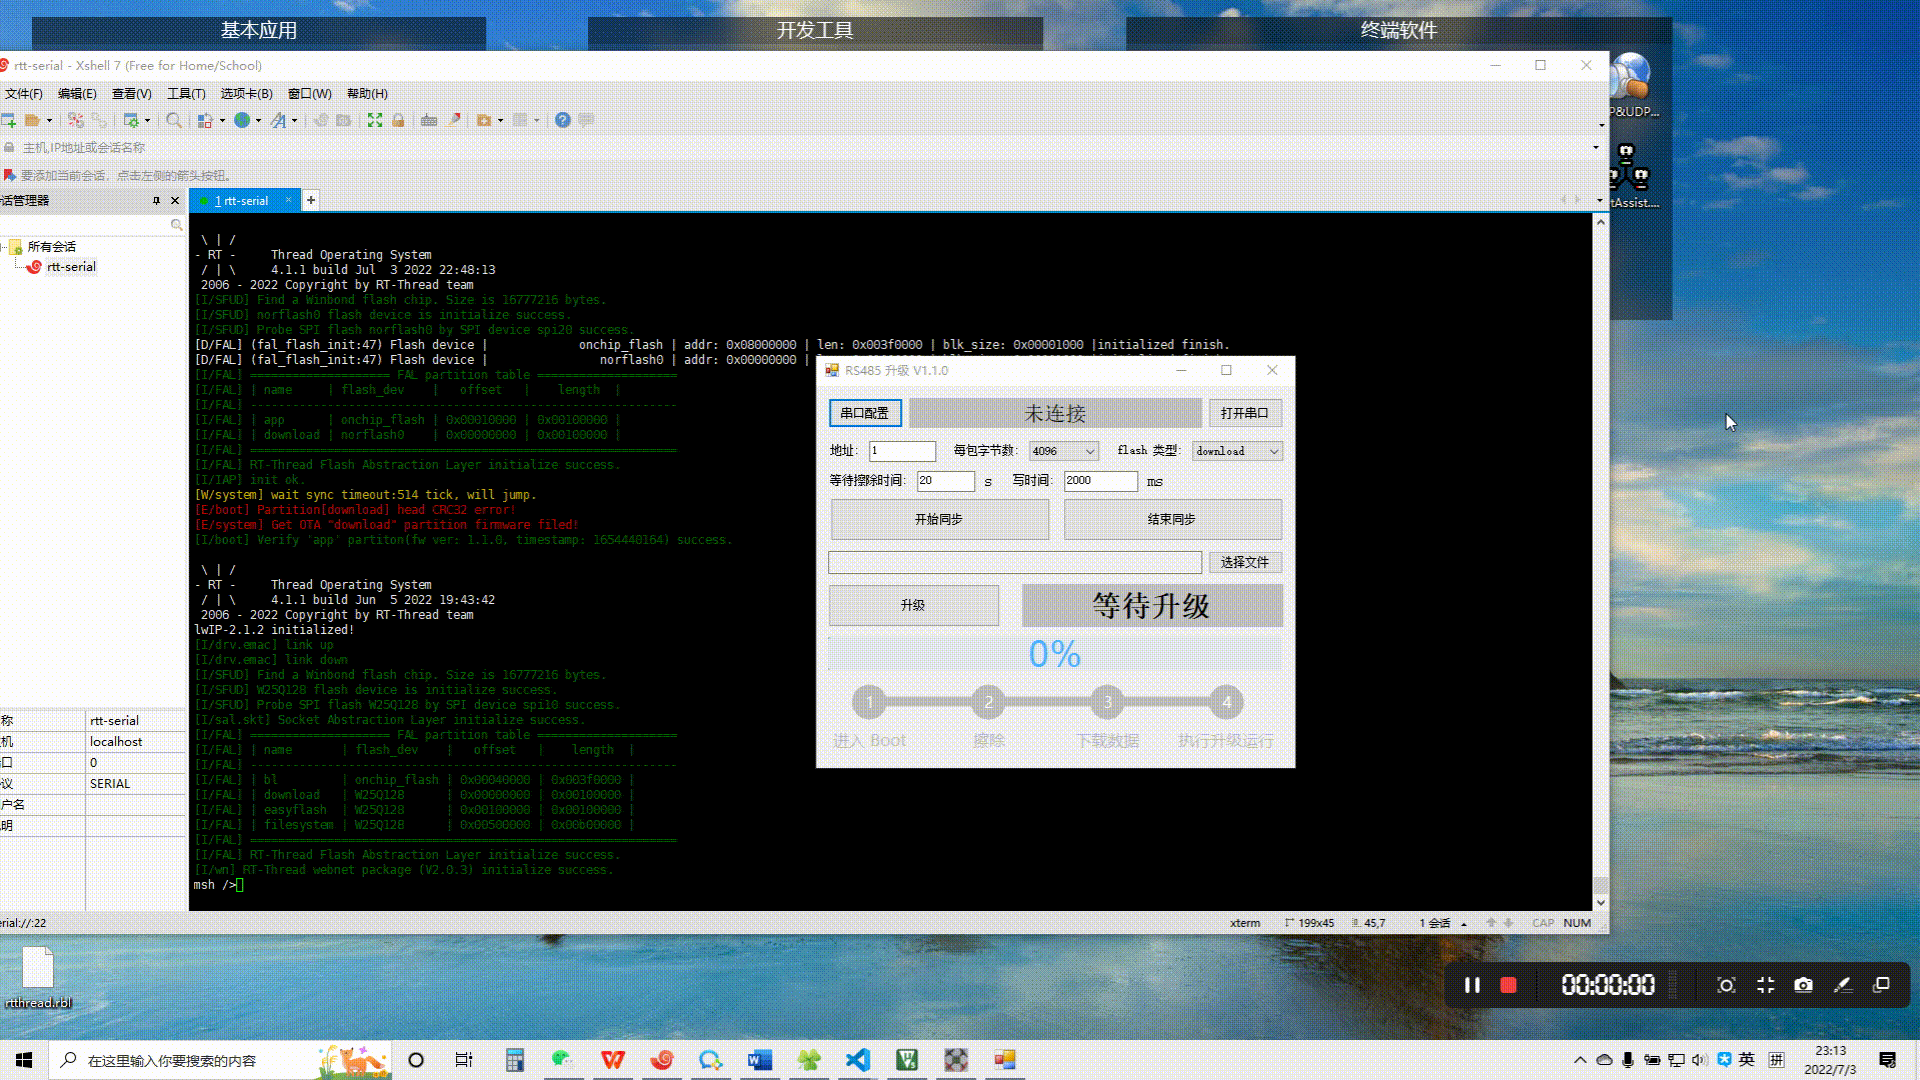 基本应用
开发工具
终端软件
rtt-serial - Xshell 7 (Free for Home/School)
文件(F) 编辑(E) 查看(V) 工具(T) 选项卡(B) 窗口(W) 帮助(H)
主机,IP地址或会话名称
要添加当前会话，点击左侧的箭头按钮。
话管理器
1 rtt-serial
所有会话
rtt-serial
P&UDP...
tAssist....
\ | /
- RT - Thread Operating System
/ | \ 4.1.1 build Jul 3 2022 22:48:13
2006 - 2022 Copyright by RT-Thread team
[I/SFUD] Find a Winbond flash chip. Size is 16777216 bytes.
[I/SFUD] norflash0 flash device is initialize success.
[I/SFUD] Probe SPI flash norflash0 by SPI device spi20 success.
[D/FAL] (fal_flash_init:47) Flash device | onchip_flash | addr: 0x08000000 | len: 0x003f0000 | blk_size: 0x00001000 |initialized finish.
[D/FAL] (fal_flash_init:47) Flash device | norflash0 | addr: 0x00000000 |
[I/FAL] ==================== FAL partition table ====================
[I/FAL] | name | flash_dev | offset | length |
[I/FAL] -------------------------------------------------------------
[I/FAL] | app | onchip_flash | 0x00010000 | 0x00100000 |
[I/FAL] | download | norflash0 | 0x00000000 | 0x00100000 |
[I/FAL] =============================================================
[I/FAL] RT-Thread Flash Abstraction Layer initialize success.
[I/IAP] init ok.
[W/system] wait sync timeout:514 tick, will jump.
[E/boot] Partition[download] head CRC32 error!
[E/system] Get OTA "download" partition firmware filed!
[I/boot] Verify 'app' partiton(fw ver: 1.1.0, timestamp: 1654440164) success.
\ | /
- RT - Thread Operating System
/ | \ 4.1.1 build Jun 5 2022 19:43:42
2006 - 2022 Copyright by RT-Thread team
lwIP-2.1.2 initialized!
[I/drv.emac] link up
[I/drv.emac] link down
[I/SFUD] Find a Winbond flash chip. Size is 16777216 bytes.
[I/SFUD] W25Q128 flash device is initialize success.
[I/SFUD] Probe SPI flash W25Q128 by SPI device spi10 success.
[I/sal.skt] Socket Abstraction Layer initialize success.
[I/FAL] ==================== FAL partition table ====================
[I/FAL] | name | flash_dev | offset | length |
[I/FAL] -------------------------------------------------------------
[I/FAL] | bl | onchip_flash | 0x00040000 | 0x003f0000 |
[I/FAL] | download | W25Q128 | 0x00000000 | 0x00100000 |
[I/FAL] | easyflash | W25Q128 | 0x00100000 | 0x00100000 |
[I/FAL] | filesystem | W25Q128 | 0x00500000 | 0x00b00000 |
[I/FAL] =============================================================
[I/FAL] RT-Thread Flash Abstraction Layer initialize success.
[I/wn] RT-Thread webnet package (V2.0.3) initialize success.
msh />
RS485 升级 V1.1.0
串口配置 未连接 打开串口
地址: 1 每包字节数: 4096 flash 类型: download
等待擦除时间: 20 s 写时间: 2000 ms
开始同步 结束同步
选择文件
升级 等待升级
0%
1 2 3 4
进入 Boot 擦除 下载数据 执行升级运行
称 rtt-serial
机 localhost
口 0
议 SERIAL
户名
明
erial://:22
xterm 199x45 45,7 1 会话 CAP NUM
rtthread.rbl
00:00:00
在这里输入你要搜索的内容
英 拼
23:13
2022/7/3